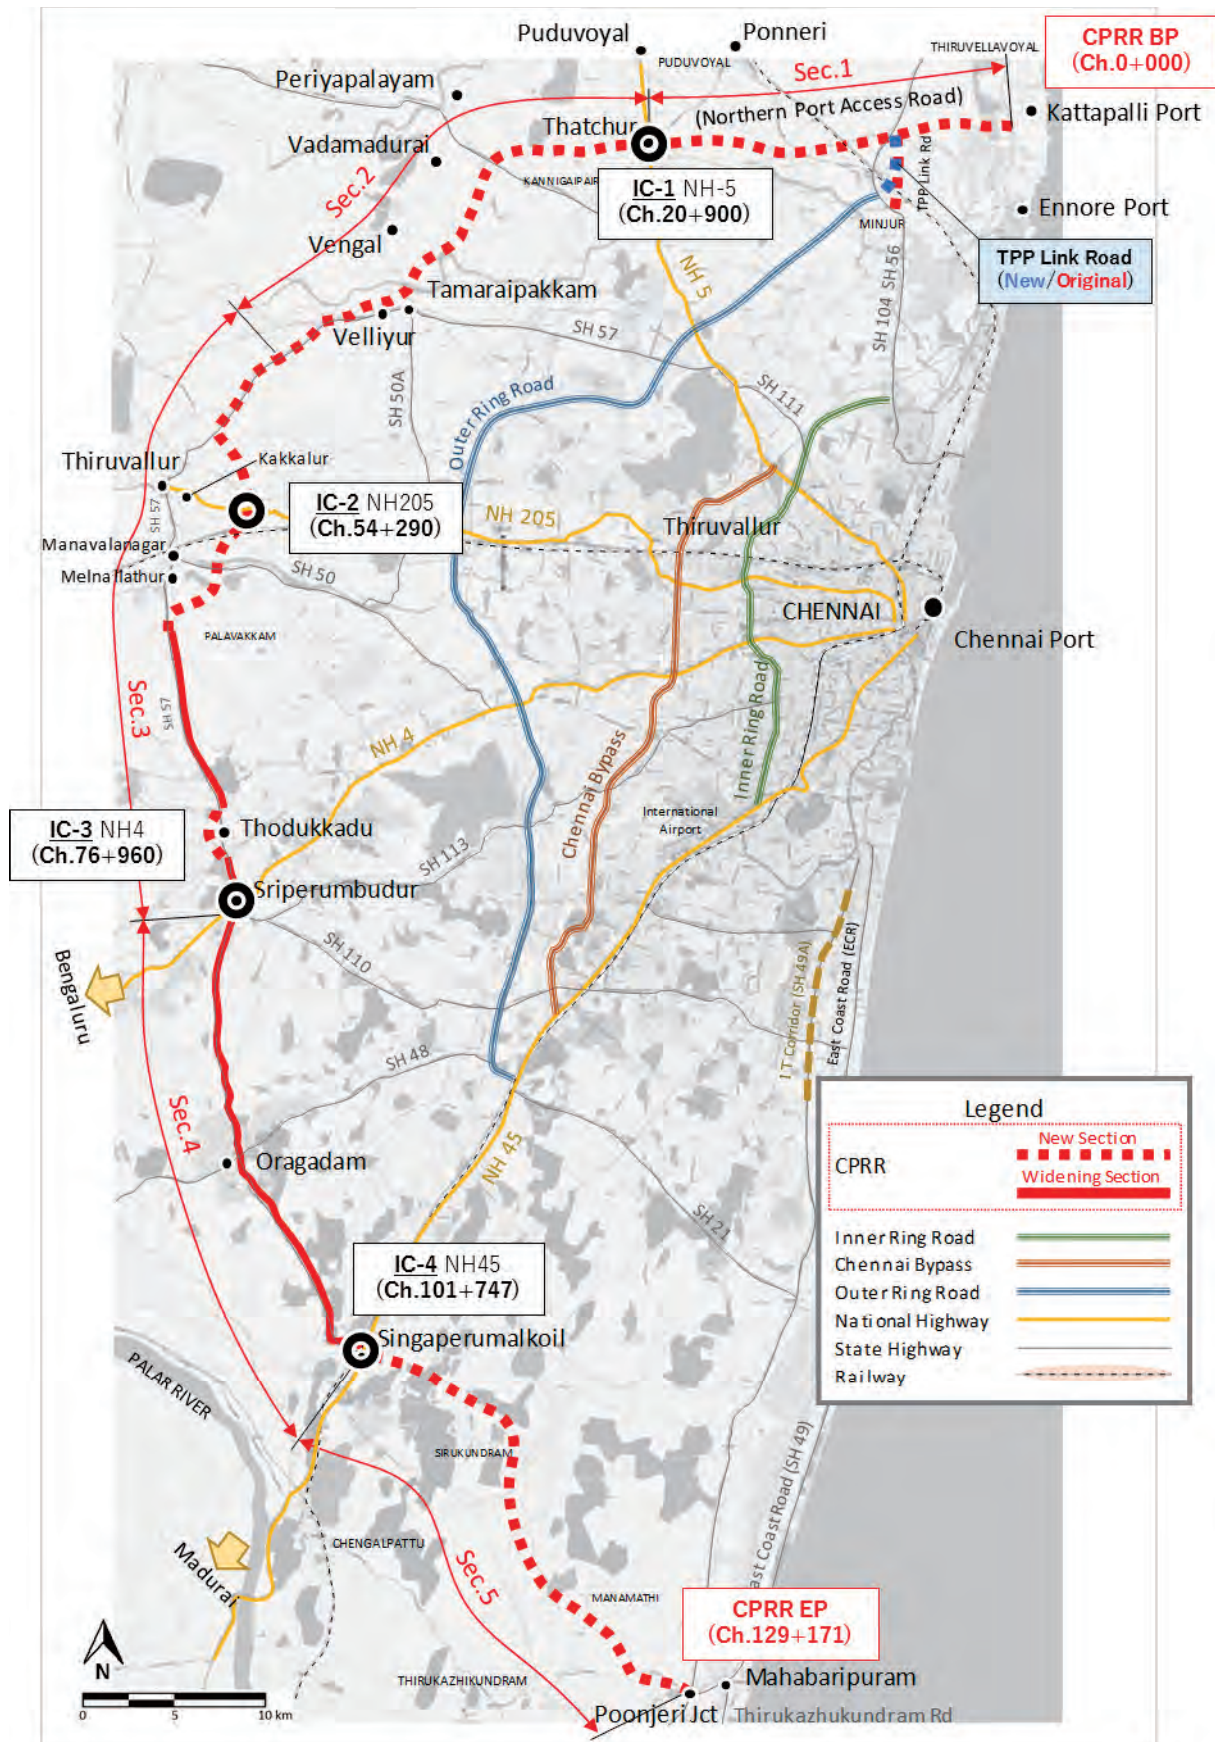 Puduvoyal
Ponneri
PUDUVOYAL
THIRUVELLAVOYAL
CPRR BP
(Ch.0+000)
Sec.1
Periyapalayam
(Northern Port Access Road)
Kattapalli Port
Thatchur
Vadamadurai
TPP Link Rd
KANNIGAIPAIR
IC-1 NH-5
(Ch.20+900)
Sec.2
MINJUR
Ennore Port
Vengal
TPP Link Road
(New/Original)
NH 5
SH 104 SH 56
Tamaraipakkam
Velliyur
SH 57
SH 50A
SH 111
Outer Ring Road
Thiruvallur
Kakkalur
IC-2 NH205
(Ch.54+290)
NH 205
Thiruvallur
SH 57
Manavalanagar
Melnallathur
SH 50
CHENNAI
PALAVAKKAM
Chennai Port
Sec.3
SH 57
Inner Ring Road
NH 4
Chennai Bypass
IC-3 NH4
(Ch.76+960)
Thodukkadu
International
Airport
SH 113
Sriperumbudur
SH 110
Bengaluru
I T Corridor (SH 49A)
East Coast Road (ECR)
SH 48
Sec.4
Oragadam
NH 45
SH 21
Legend
CPRR
New Section
Widening Section
Inner Ring Road
Chennai Bypass
Outer Ring Road
National Highway
State Highway
Railway
IC-4 NH45
(Ch.101+747)
Singaperumalkoil
PALAR RIVER
SIRUKUNDRAM
ast Coast Road (SH 49)
CHENGALPATTU
Madurai
Sec.5
MANAMATHI
CPRR EP
(Ch.129+171)
N
THIRUKAZHIKUNDRAM
Mahabaripuram
Poonjeri Jct
Thirukazhukundram Rd
0 5 10 km